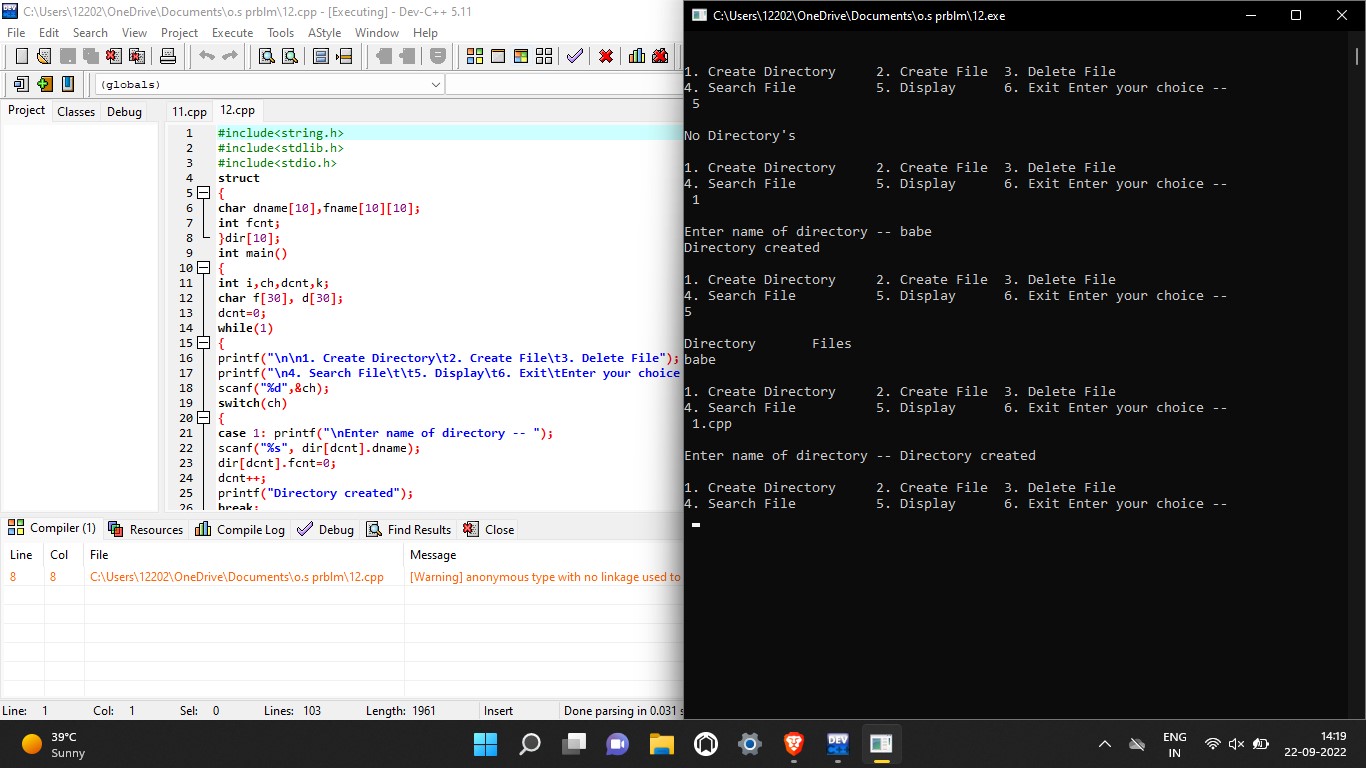 C:\Users\12202\OneDrive\Documents\o.s prblm\12.cpp - [Executing] - Dev-C++ 5.11
File Edit Search View Project Execute Tools AStyle Window Help
(globals)
Project Classes Debug
11.cpp 12.cpp
1 #include<string.h>
2 #include<stdlib.h>
3 #include<stdio.h>
4 struct
5 {
6 char dname[10],fname[10][10];
7 int fcnt;
8 }dir[10];
9 int main()
10 {
11 int i,ch,dcnt,k;
12 char f[30], d[30];
13 dcnt=0;
14 while(1)
15 {
16 printf("\n\n1. Create Directory\t2. Create File\t3. Delete File");
17 printf("\n4. Search File\t\t5. Display\t6. Exit\tEnter your choice
18 scanf("%d",&ch);
19 switch(ch)
20 {
21 case 1: printf("\nEnter name of directory -- ");
22 scanf("%s", dir[dcnt].dname);
23 dir[dcnt].fcnt=0;
24 dcnt++;
25 printf("Directory created");
26 break;
Compiler (1) Resources Compile Log Debug Find Results Close
Line Col File Message
8 8 C:\Users\12202\OneDrive\Documents\o.s prblm\12.cpp [Warning] anonymous type with no linkage used to
Line: 1 Col: 1 Sel: 0 Lines: 103 Length: 1961 Insert Done parsing in 0.031 s
C:\Users\12202\OneDrive\Documents\o.s prblm\12.exe
1. Create Directory 2. Create File 3. Delete File
4. Search File 5. Display 6. Exit Enter your choice --
5
No Directory's
1. Create Directory 2. Create File 3. Delete File
4. Search File 5. Display 6. Exit Enter your choice --
1
Enter name of directory -- babe
Directory created
1. Create Directory 2. Create File 3. Delete File
4. Search File 5. Display 6. Exit Enter your choice --
5
Directory Files
babe
1. Create Directory 2. Create File 3. Delete File
4. Search File 5. Display 6. Exit Enter your choice --
1.cpp
Enter name of directory -- Directory created
1. Create Directory 2. Create File 3. Delete File
4. Search File 5. Display 6. Exit Enter your choice --
39°C
Sunny
DEV
ENG
IN
14:19
22-09-2022